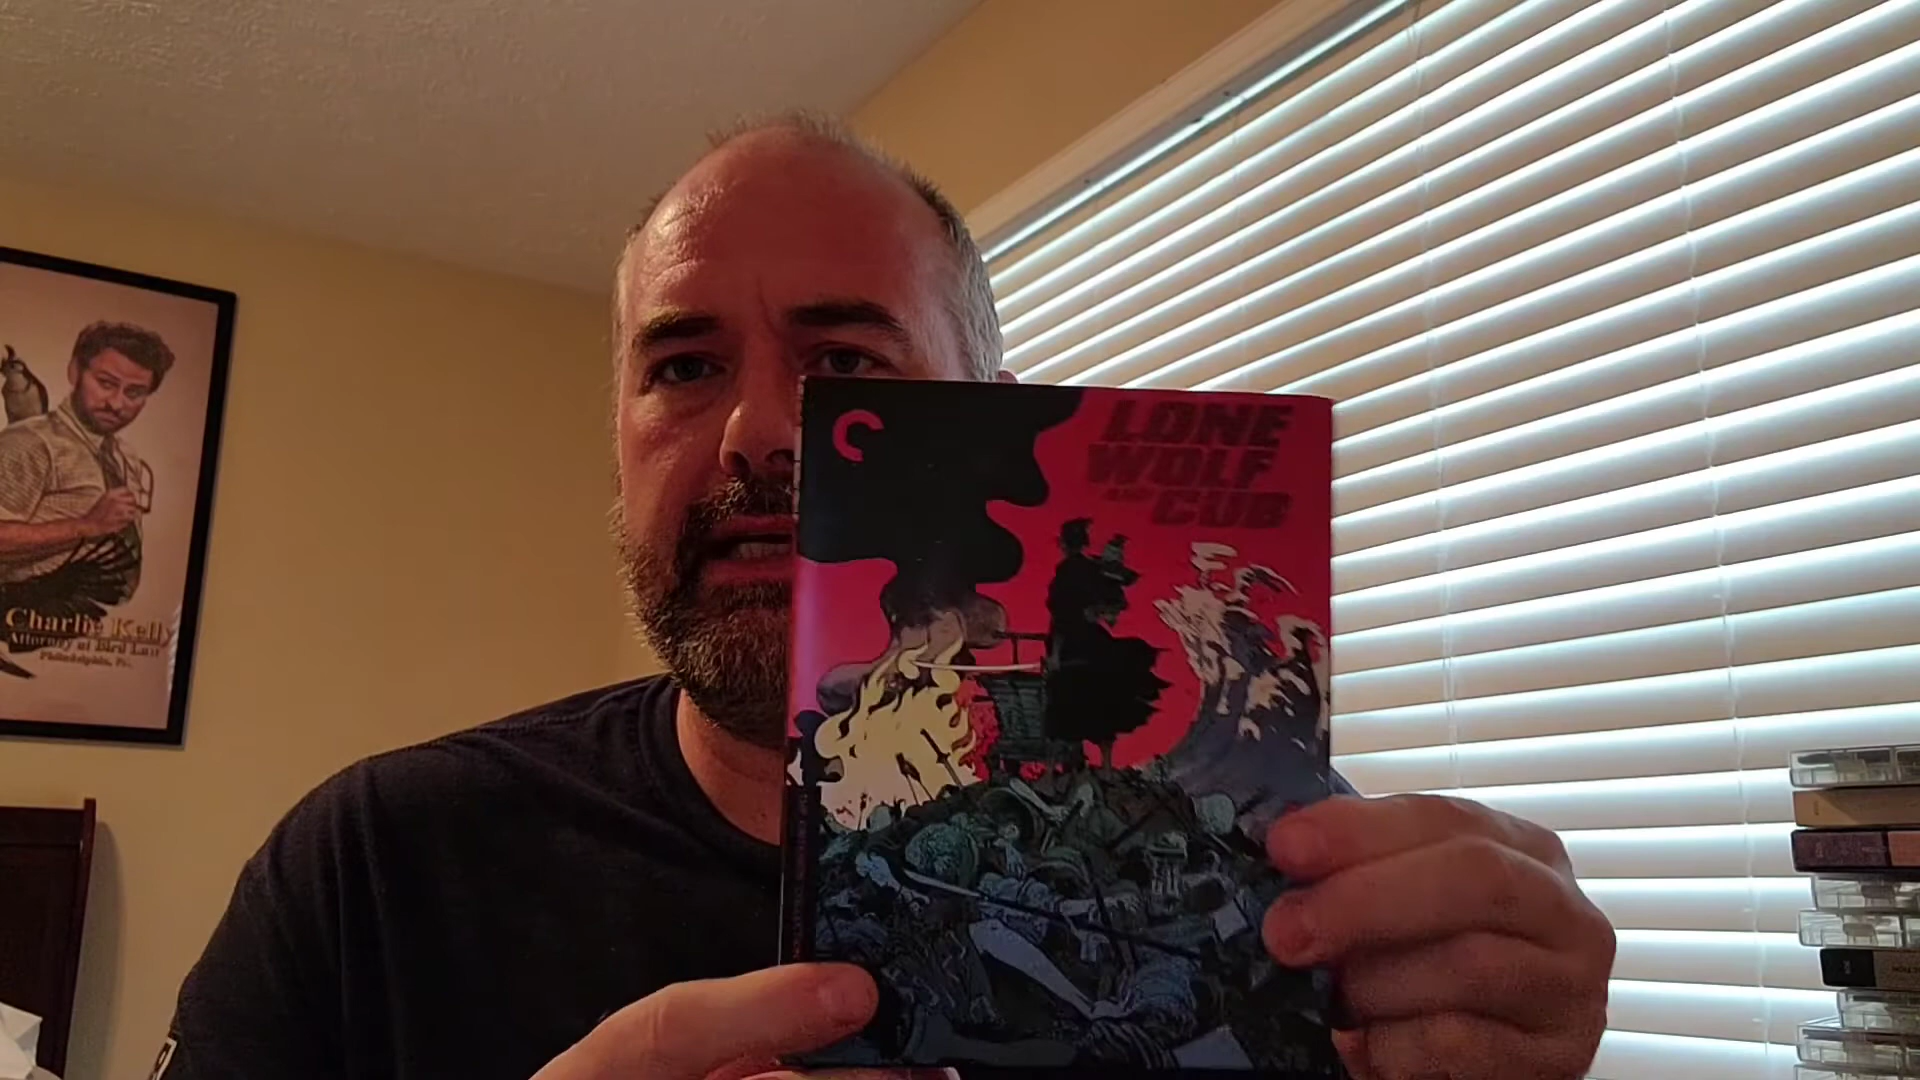 Charlie Kelly
Attorney at Bird Law
Philadelphia, Pa.
LONE
WOLF
AND CUB